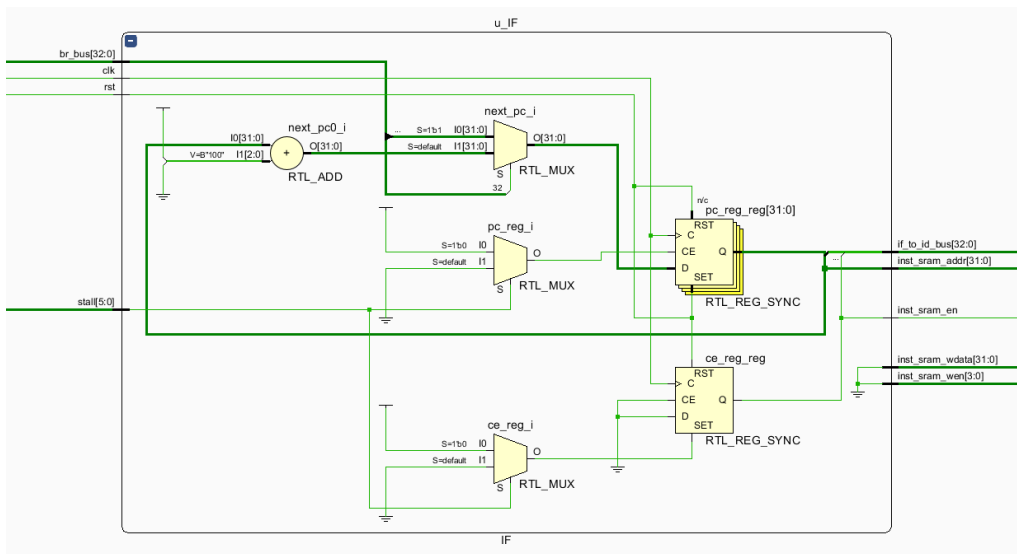 u_IF
br_bus[32:0]
clk
rst
next_pc_i
next_pc0_i
... S=1'b1 I0[31:0]
O[31:0]
I0[31:0]
O[31:0]
S=default I1[31:0]
V=B"100" I1[2:0]
+
S
RTL_MUX
RTL_ADD
32
n/c
pc_reg_reg[31:0]
pc_reg_i
RST
C
S=1'b0 I0
O
CE
Q
...
if_to_id_bus[32:0]
S=default I1
D
inst_sram_addr[31:0]
SET
S
RTL_MUX
RTL_REG_SYNC
stall[5:0]
inst_sram_en
ce_reg_reg
inst_sram_wdata[31:0]
RST
C
inst_sram_wen[3:0]
CE
Q
D
SET
ce_reg_i
RTL_REG_SYNC
S=1'b0 I0
O
S=default I1
S
RTL_MUX
IF